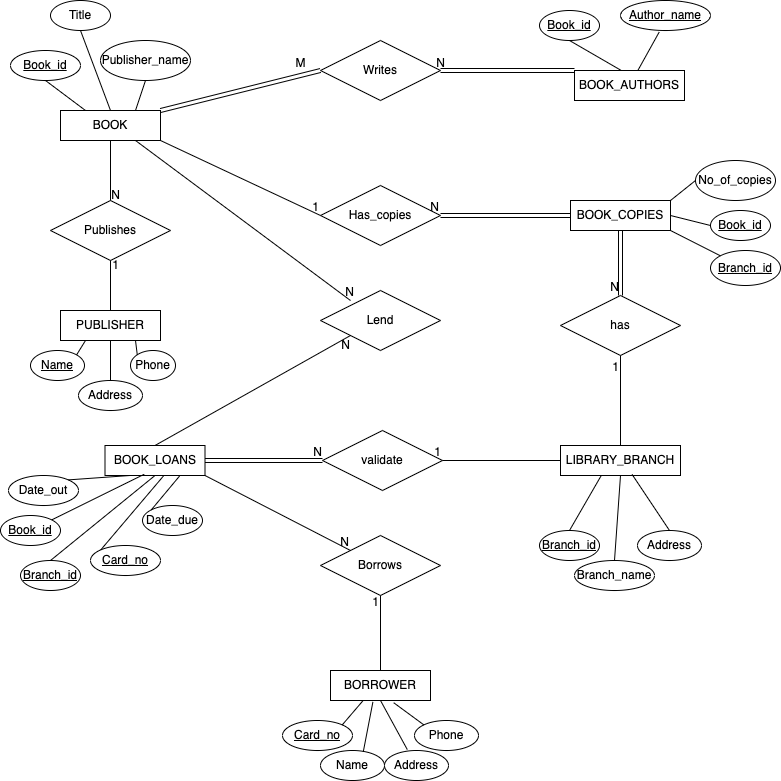 Title
Book_id
Publisher_name
BOOK
M
Writes
N
Book_id
Author_name
BOOK_AUTHORS
N
Publishes
1
1
Has_copies
N
BOOK_COPIES
No_of_copies
Book_id
Branch_id
N
Lend
N
N
has
1
PUBLISHER
Name
Address
Phone
BOOK_LOANS
N
validate
1
LIBRARY_BRANCH
Date_out
Book_id
Branch_id
Card_no
Date_due
Branch_id
Branch_name
Address
N
Borrows
1
BORROWER
Card_no
Name
Address
Phone